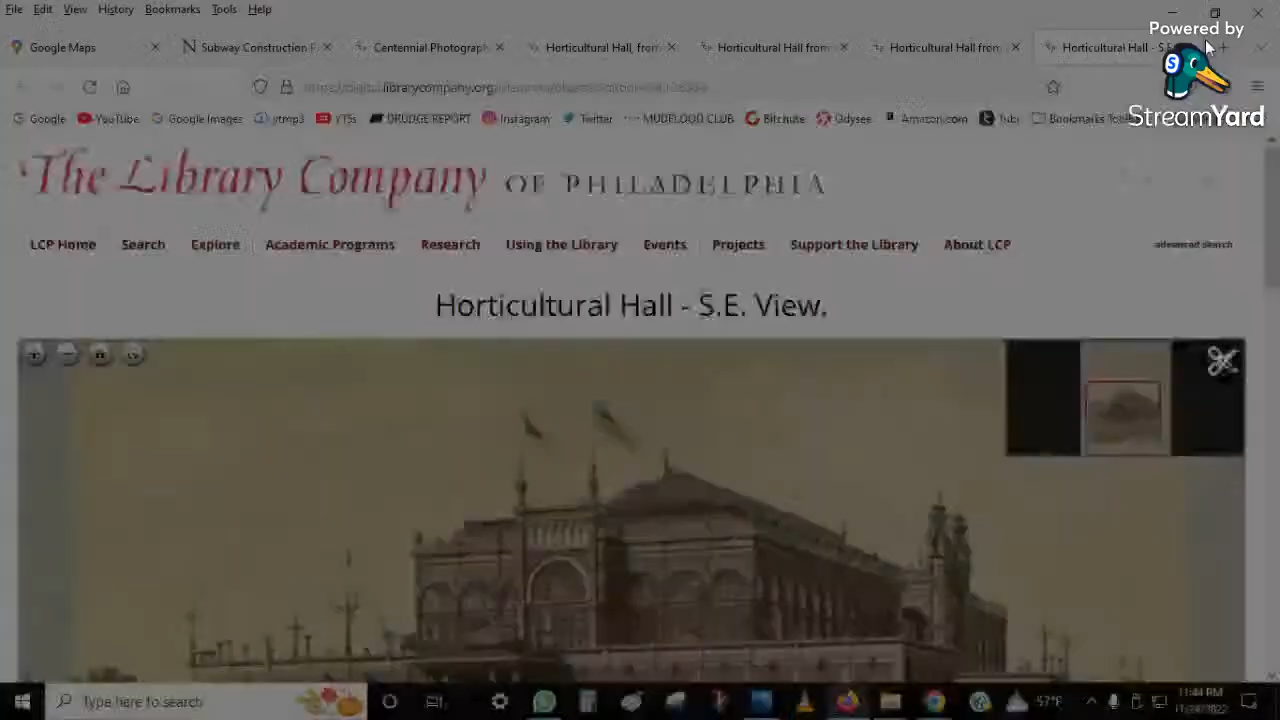 File Edit View History Bookmarks Tools Help
Powered by
StreamYard
Google Maps
Subway Construction P
Centennial Photograph
Horticultural Hall, from
Horticultural Hall from
Horticultural Hall from
Horticultural Hall - S.E.
librarycompany.org
Google YouTube Google Images ytmp3 YT5s DRUDGE REPORT Instagram Twitter MUDFLOOD CLUB Bitchute Odysee Amazon.com Tubi Bookmarks
The Library Company OF PHILADELPHIA
LCP Home Search Explore Academic Programs Research Using the Library Events Projects Support the Library About LCP advanced search
Horticultural Hall - S.E. View.
Type here to search
57°F
11:44 PM